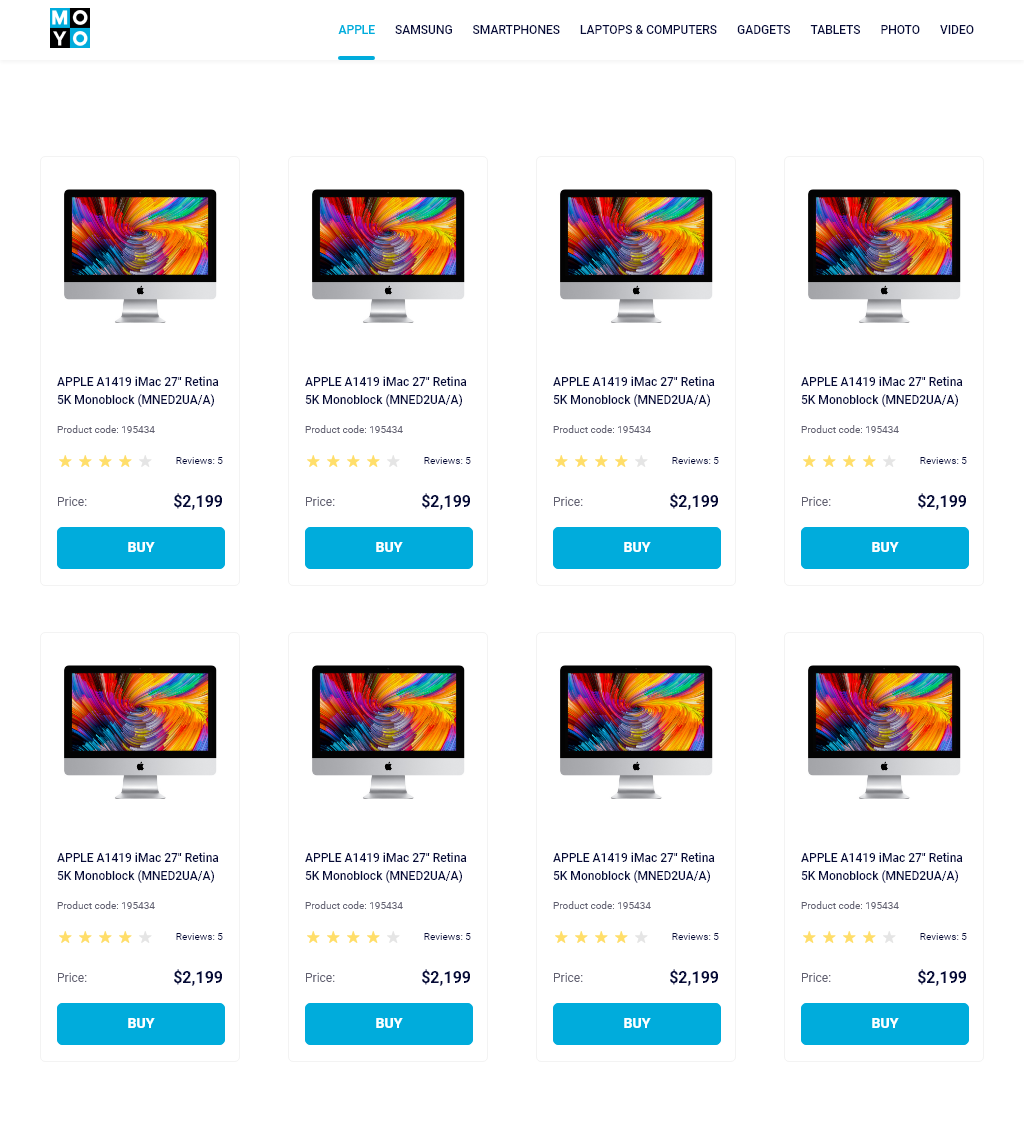 MO
YO
APPLE SAMSUNG SMARTPHONES LAPTOPS & COMPUTERS GADGETS TABLETS PHOTO VIDEO
APPLE A1419 iMac 27" Retina
5K Monoblock (MNED2UA/A)
Product code: 195434
Reviews: 5
Price: $2,199
BUY
APPLE A1419 iMac 27" Retina
5K Monoblock (MNED2UA/A)
Product code: 195434
Reviews: 5
Price: $2,199
BUY
APPLE A1419 iMac 27" Retina
5K Monoblock (MNED2UA/A)
Product code: 195434
Reviews: 5
Price: $2,199
BUY
APPLE A1419 iMac 27" Retina
5K Monoblock (MNED2UA/A)
Product code: 195434
Reviews: 5
Price: $2,199
BUY
APPLE A1419 iMac 27" Retina
5K Monoblock (MNED2UA/A)
Product code: 195434
Reviews: 5
Price: $2,199
BUY
APPLE A1419 iMac 27" Retina
5K Monoblock (MNED2UA/A)
Product code: 195434
Reviews: 5
Price: $2,199
BUY
APPLE A1419 iMac 27" Retina
5K Monoblock (MNED2UA/A)
Product code: 195434
Reviews: 5
Price: $2,199
BUY
APPLE A1419 iMac 27" Retina
5K Monoblock (MNED2UA/A)
Product code: 195434
Reviews: 5
Price: $2,199
BUY